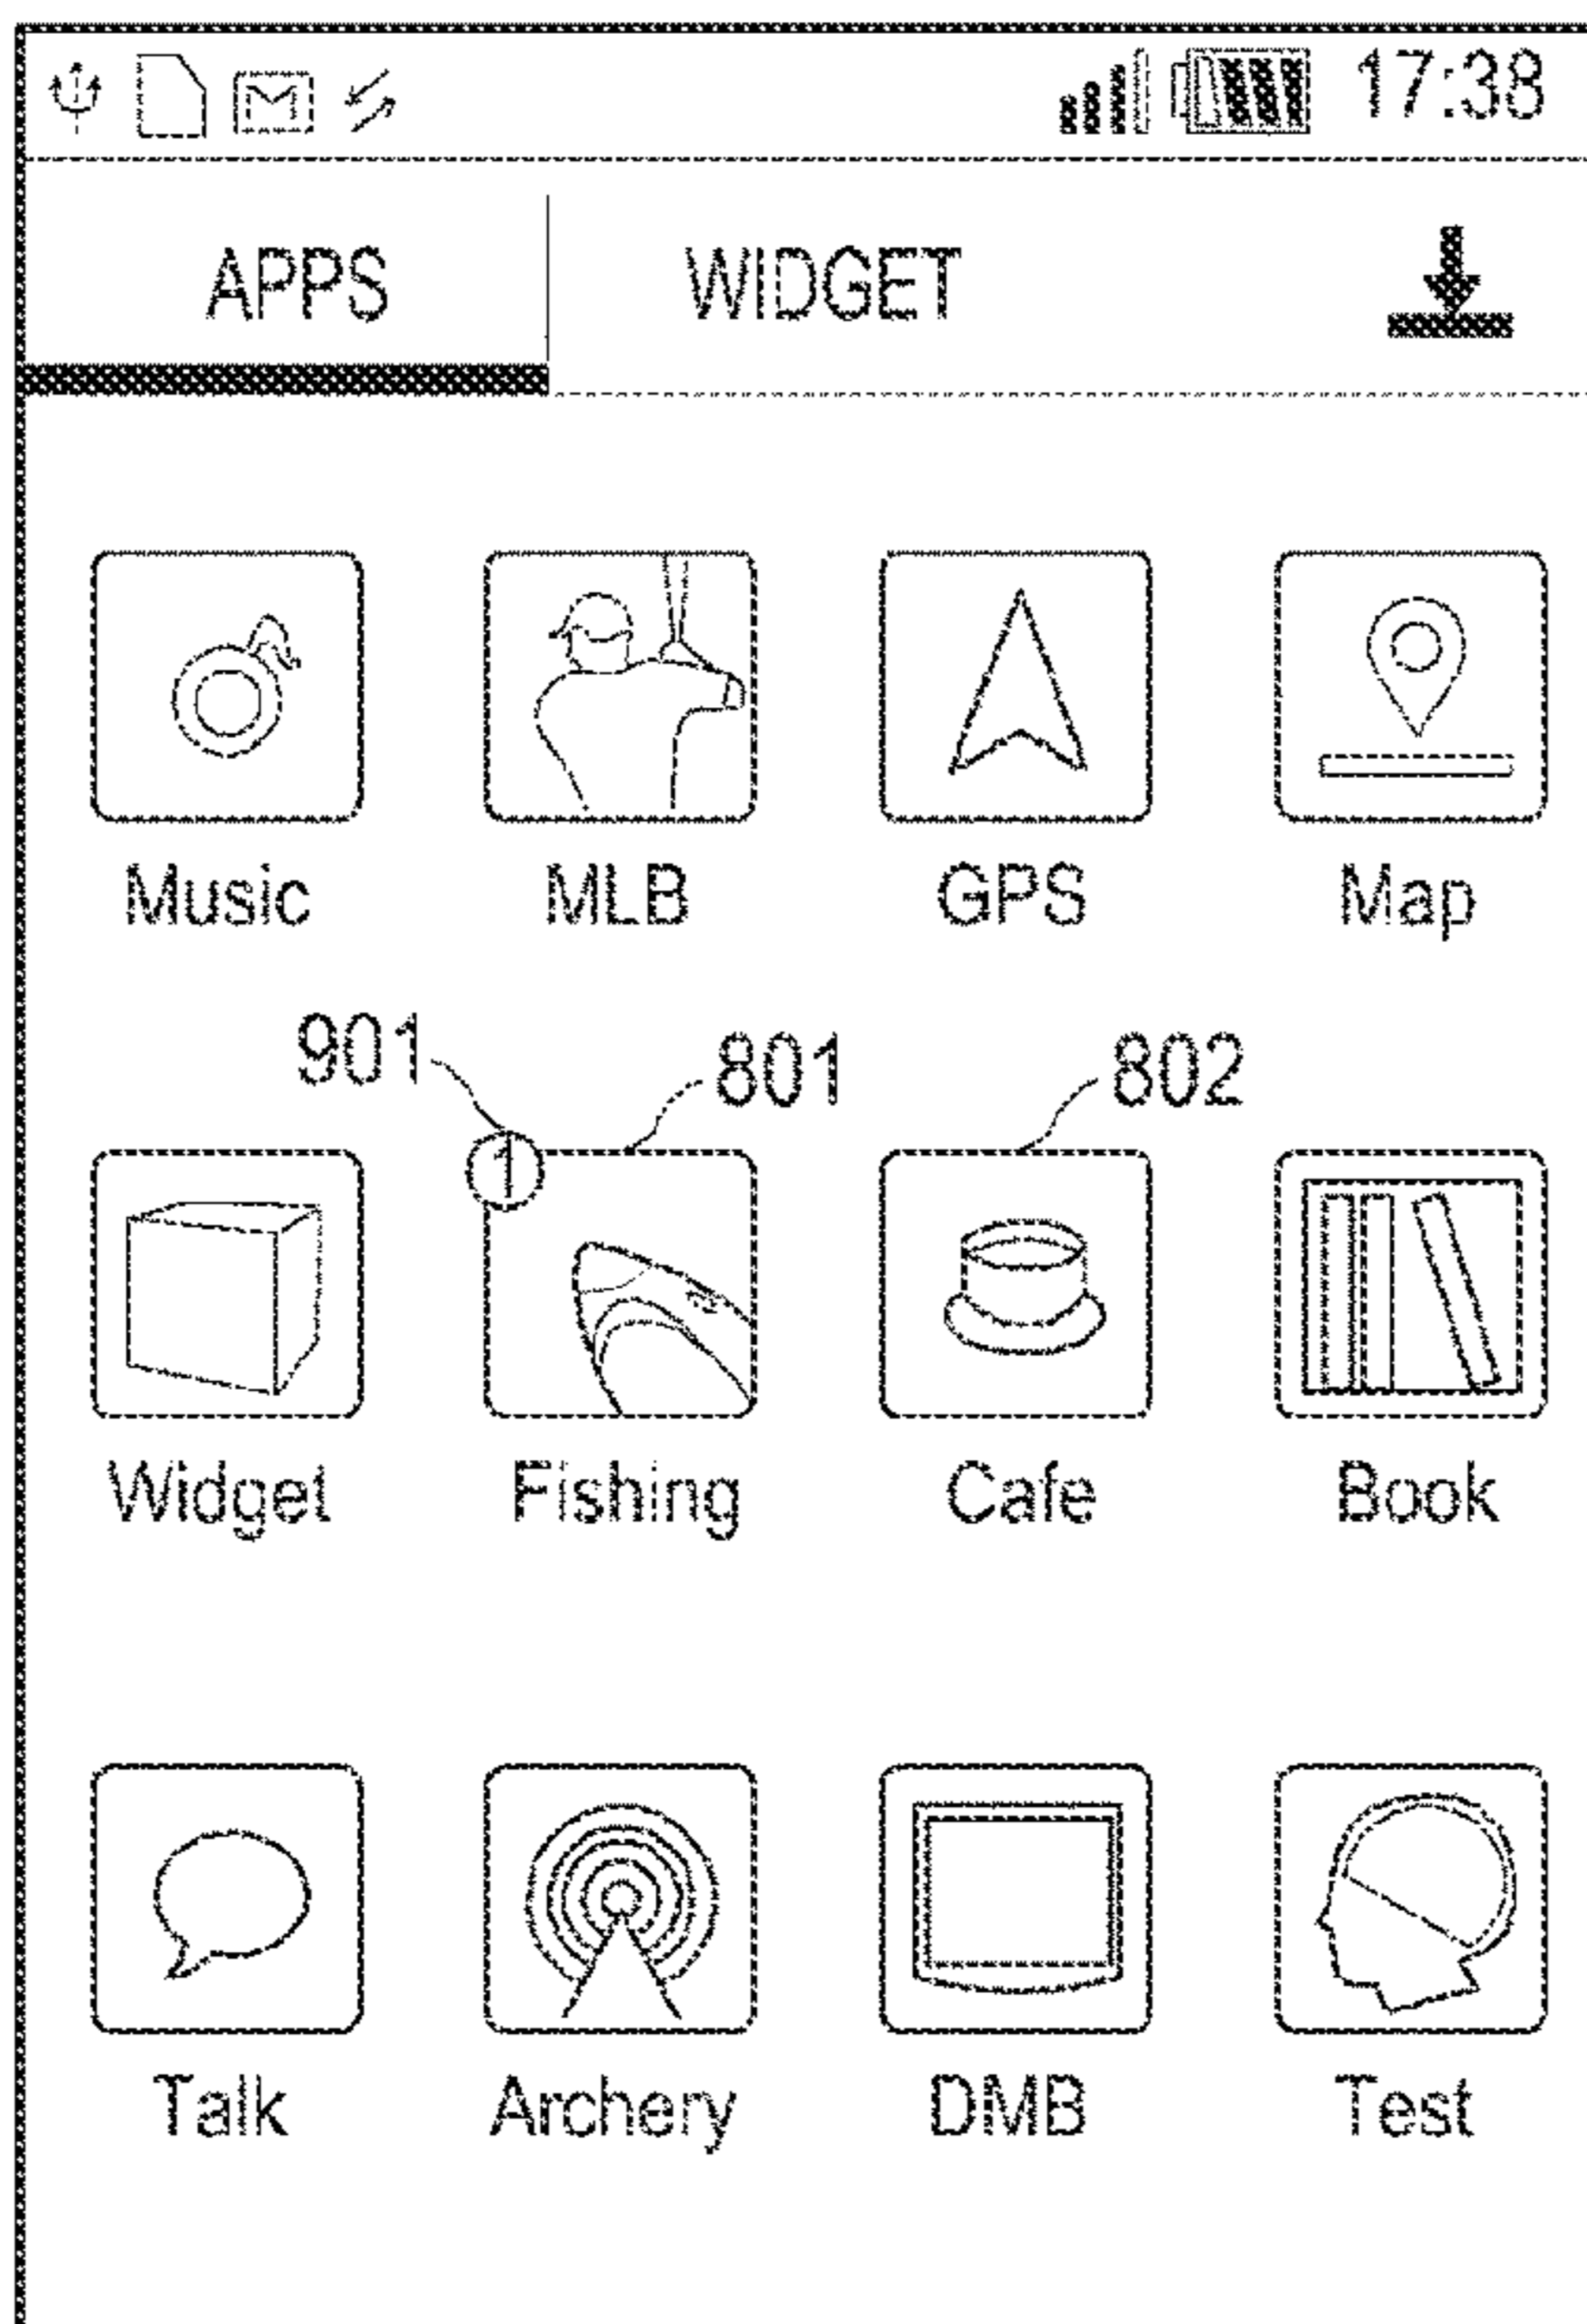 17:38
APPS WIDGET
Music MLB GPS Map
901 801 802
1
Widget Fishing Cafe Book
Talk Archery DMB Test